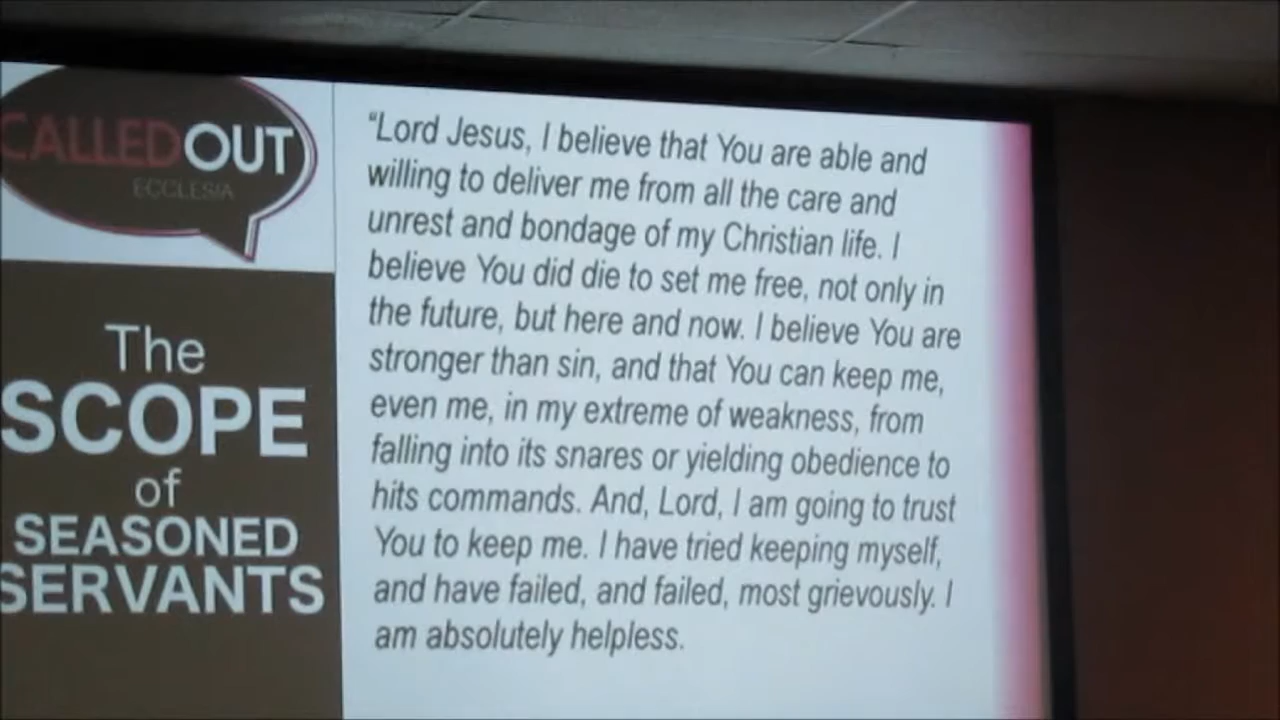 CALLEDOUT
ECCLESIA
The
SCOPE
of
SEASONED
SERVANTS
“Lord Jesus, I believe that You are able and
willing to deliver me from all the care and
unrest and bondage of my Christian life. I
believe You did die to set me free, not only in
the future, but here and now. I believe You are
stronger than sin, and that You can keep me,
even me, in my extreme of weakness, from
falling into its snares or yielding obedience to
hits commands. And, Lord, I am going to trust
You to keep me. I have tried keeping myself,
and have failed, and failed, most grievously. I
am absolutely helpless.